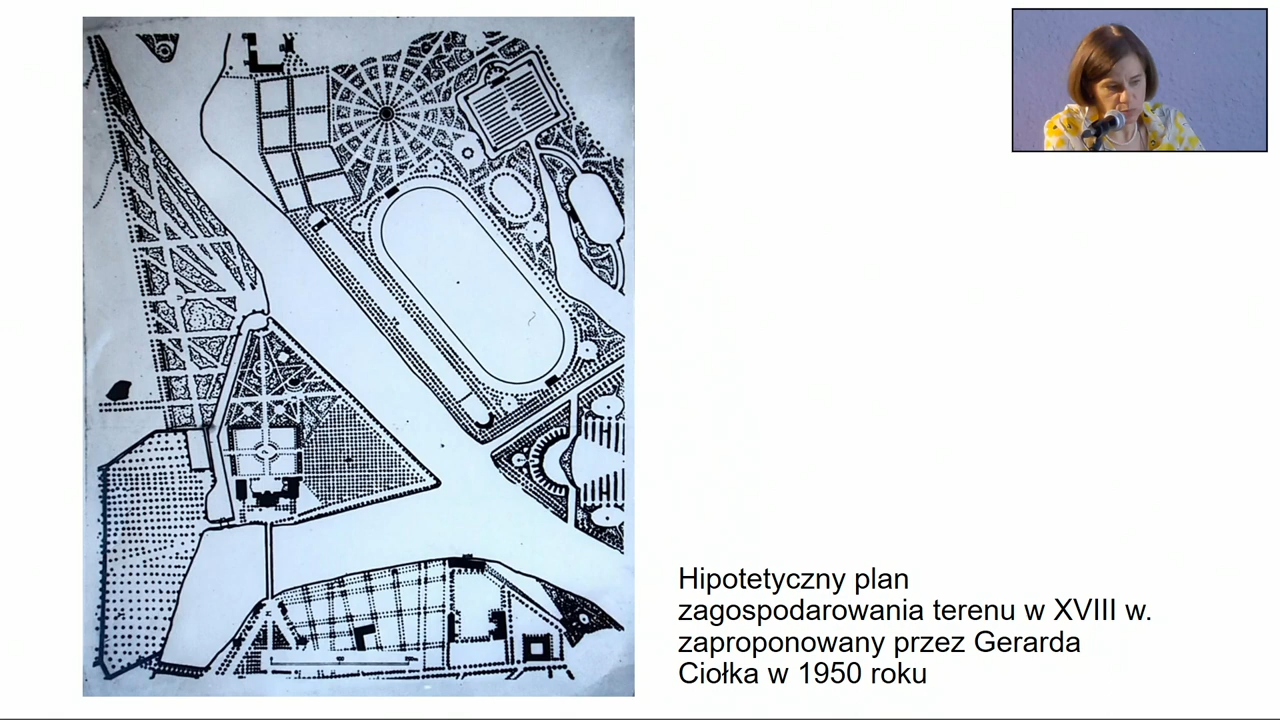 Hipotetyczny plan
zagospodarowania terenu w XVIII w.
zaproponowany przez Gerarda
Ciołka w 1950 roku